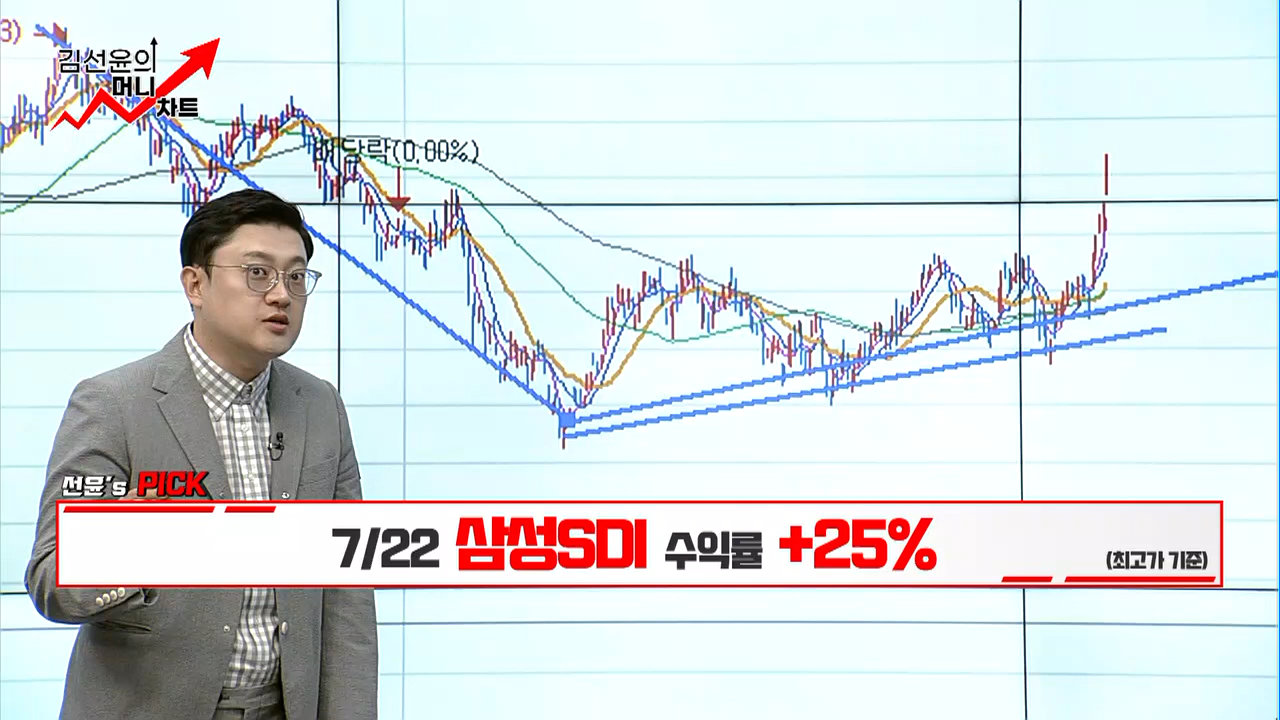 3)
김선윤의
머니
차트
배당락(0.00%)
선윤's PICK
7/22 삼성SDI 수익률 +25%
(최고가 기준)